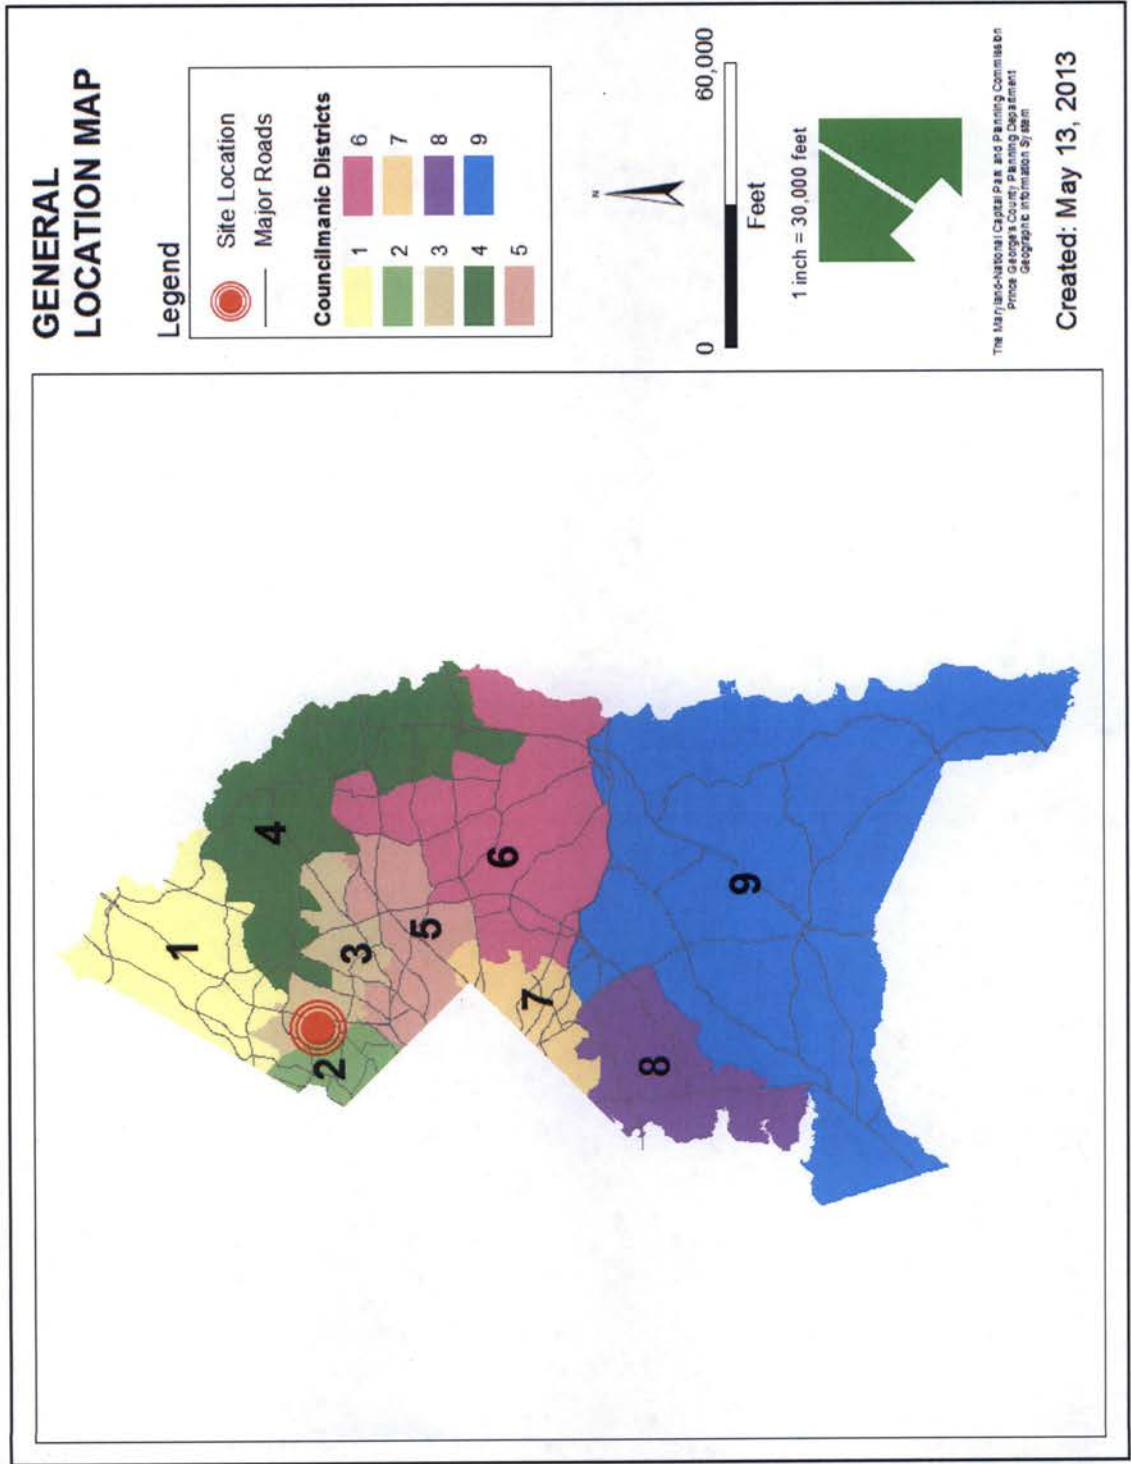 GENERAL
LOCATION MAP
Legend
Site Location
Major Roads
Councilmanic Districts
1
2
3
4
5
6
7
8
9
N
0
60,000
Feet
1 inch = 30,000 feet
The Maryland-National Capital Park and Planning Commission
Prince George's County Planning Department
Geographic Information System
Created: May 13, 2013
1
4
2
3
5
6
7
8
9